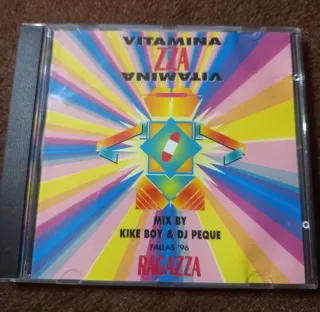 VITAMINA
ZZA
VITAMINA
MIX BY
KIKE BOY & DJ PEQUE
FALLAS '96
RAGAZZA